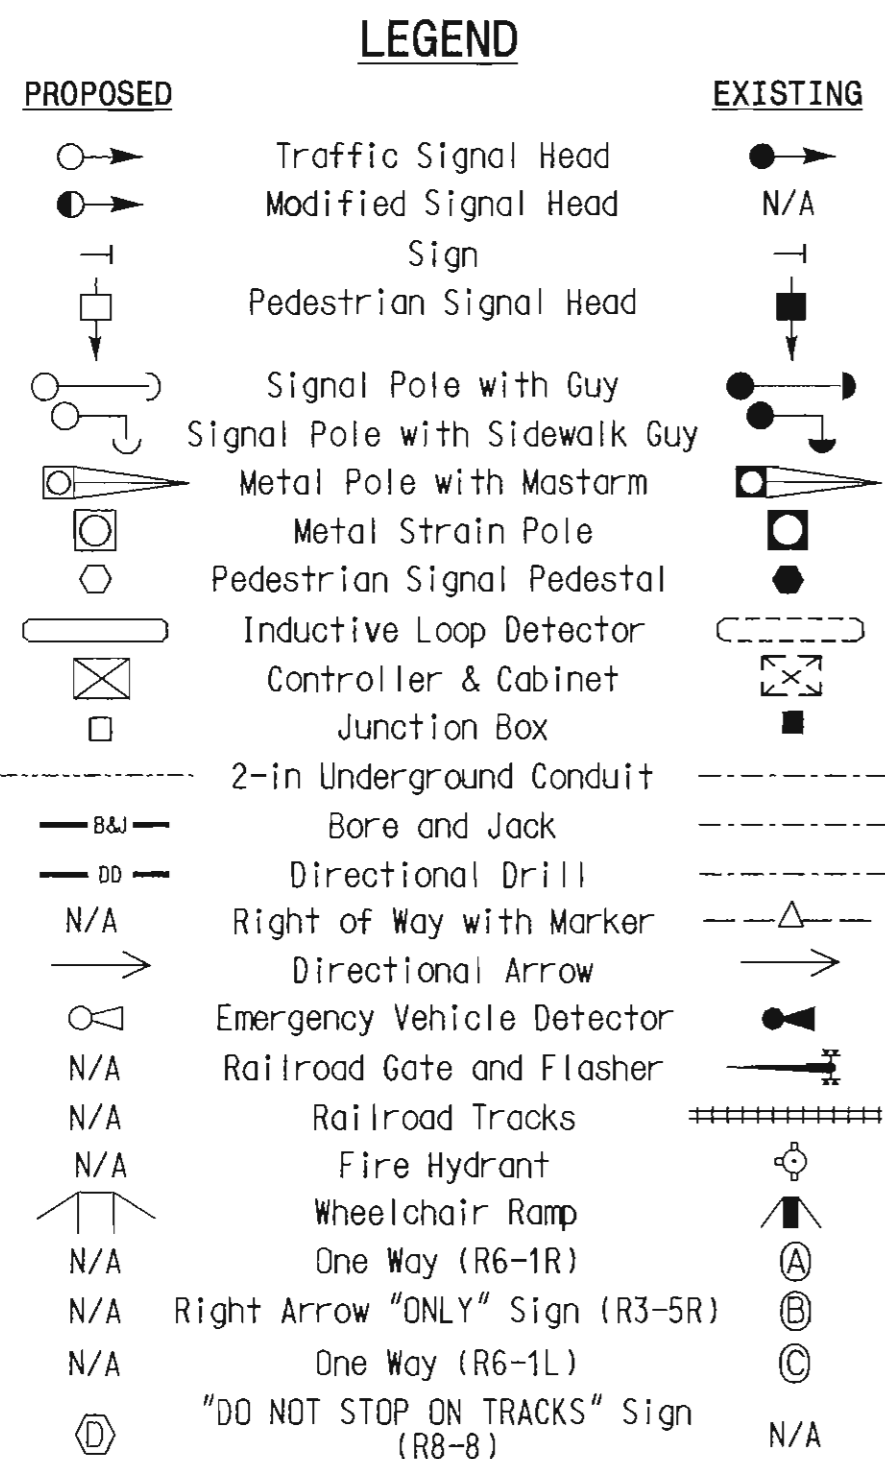 LEGEND
PROPOSED EXISTING
Traffic Signal Head
Modified Signal Head N/A
Sign
Pedestrian Signal Head
Signal Pole with Guy
Signal Pole with Sidewalk Guy
Metal Pole with Mastarm
Metal Strain Pole
Pedestrian Signal Pedestal
Inductive Loop Detector
Controller & Cabinet
Junction Box
2-in Underground Conduit
B&J Bore and Jack
DD Directional Drill
N/A Right of Way with Marker
Directional Arrow
Emergency Vehicle Detector
N/A Railroad Gate and Flasher
N/A Railroad Tracks
N/A Fire Hydrant
Wheelchair Ramp
N/A One Way (R6-1R) A
N/A Right Arrow "ONLY" Sign (R3-5R) B
N/A One Way (R6-1L) C
D "DO NOT STOP ON TRACKS" Sign N/A
(R8-8)